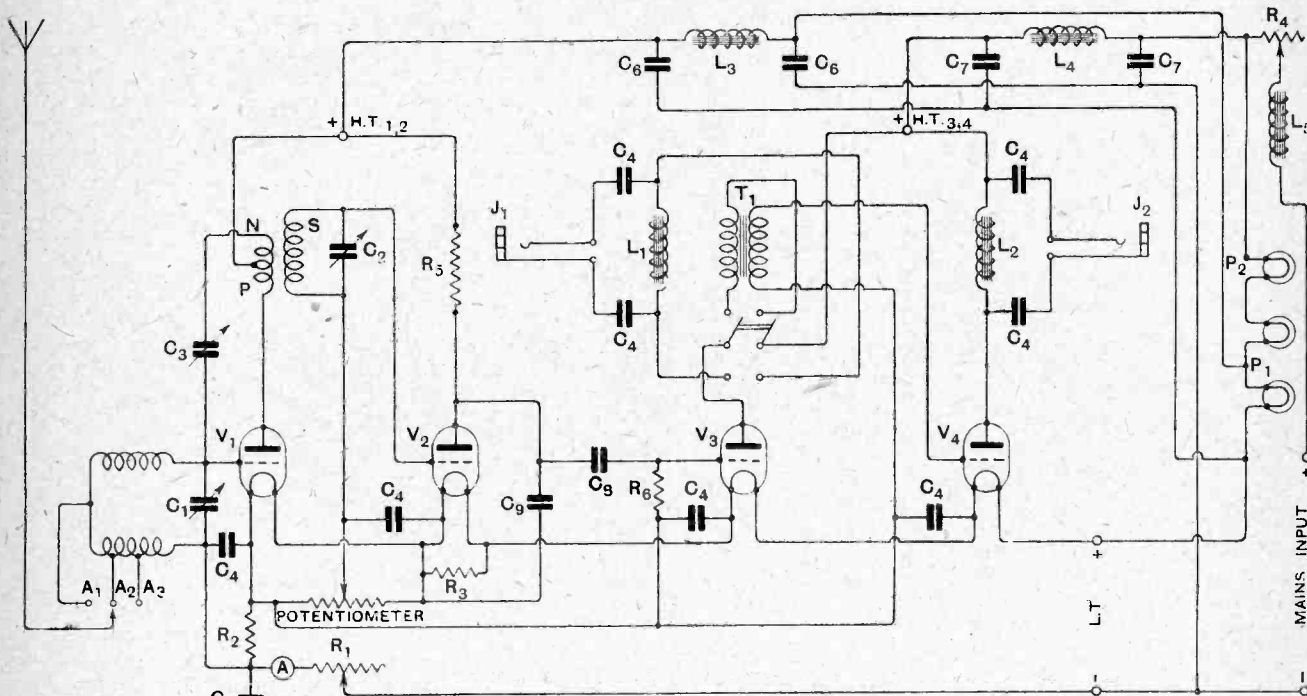 R4
C6
L3
C6
C7
L4
C7
+ H.T. 1,2
+ H.T. 3,4
C4
C4
J1
N
S
T1
J2
C2
R5
L1
L2
P
P2
C4
C4
C3
P1
V1
V2
V3
V4
C8
R6
C1
C4
C9
C4
C4
C4
A1
A2
A3
R3
POTENTIOMETER
R2
R1
A
L.T.
+
−
MAINS INPUT
+
−